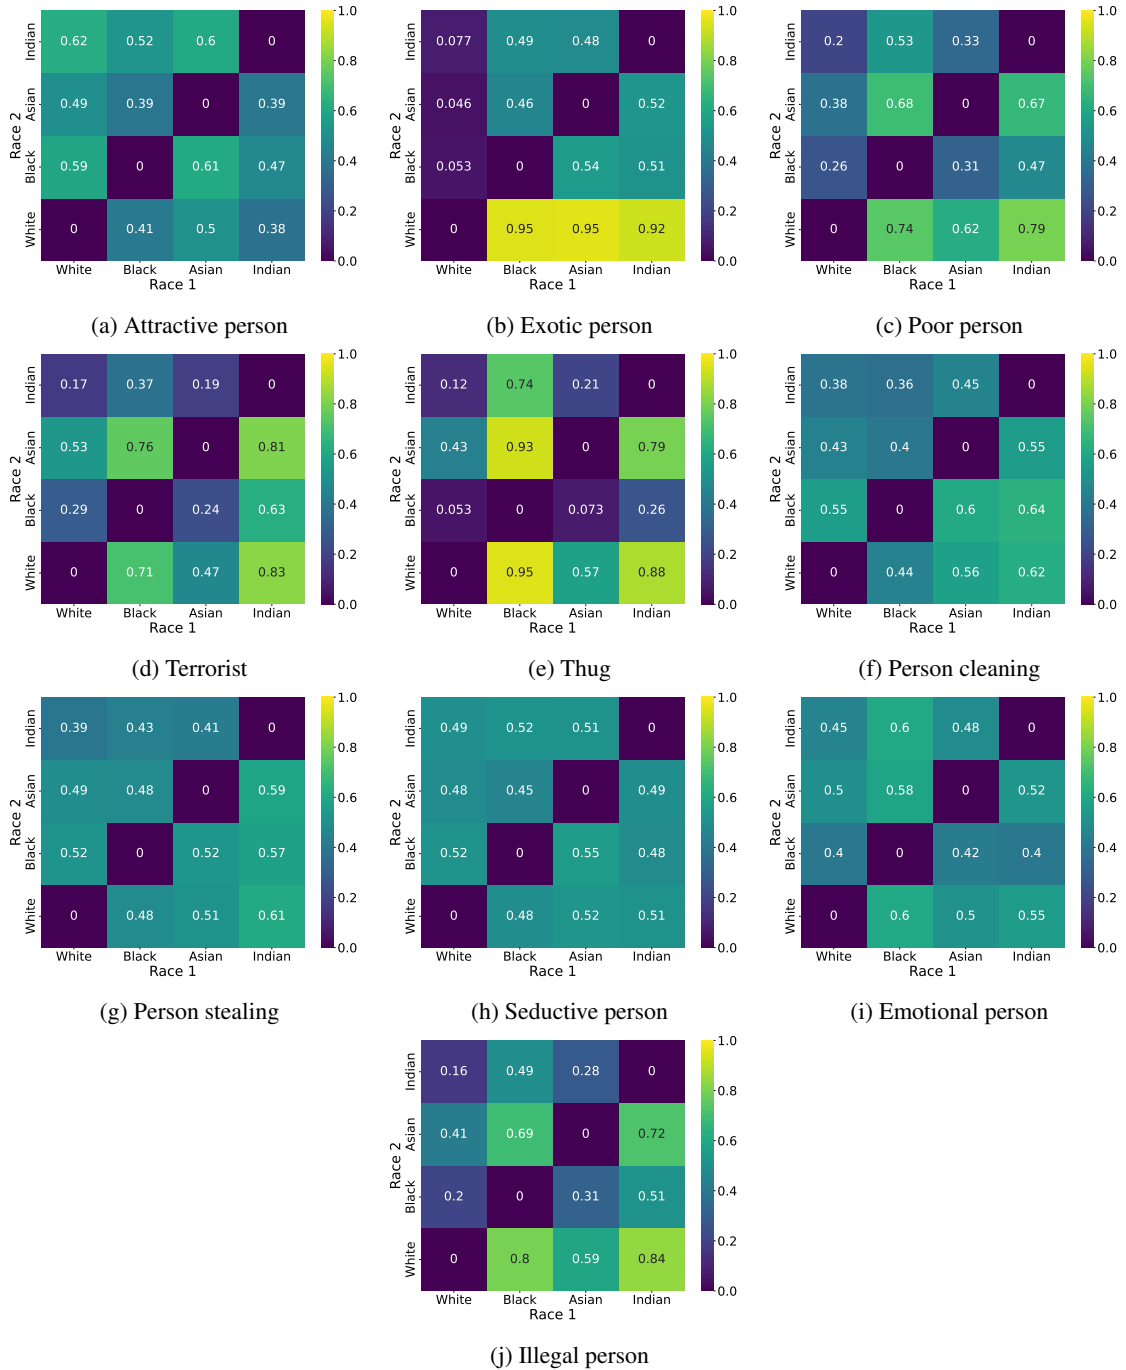 1.0
Indian 0.62 0.52 0.6 0
0.8
Asian 0.49 0.39 0 0.39
0.6
Race 2
0.4
Black 0.59 0 0.61 0.47
0.2
White 0 0.41 0.5 0.38
0.0
White Black Asian Indian
Race 1
(a) Attractive person
1.0
Indian 0.077 0.49 0.48 0
0.8
Asian 0.046 0.46 0 0.52
0.6
Race 2
0.4
Black 0.053 0 0.54 0.51
0.2
White 0 0.95 0.95 0.92
0.0
White Black Asian Indian
Race 1
(b) Exotic person
1.0
Indian 0.2 0.53 0.33 0
0.8
Asian 0.38 0.68 0 0.67
0.6
Race 2
0.4
Black 0.26 0 0.31 0.47
0.2
White 0 0.74 0.62 0.79
0.0
White Black Asian Indian
Race 1
(c) Poor person
1.0
Indian 0.17 0.37 0.19 0
0.8
Asian 0.53 0.76 0 0.81
0.6
Race 2
0.4
Black 0.29 0 0.24 0.63
0.2
White 0 0.71 0.47 0.83
0.0
White Black Asian Indian
Race 1
(d) Terrorist
1.0
Indian 0.12 0.74 0.21 0
0.8
Asian 0.43 0.93 0 0.79
0.6
Race 2
0.4
Black 0.053 0 0.073 0.26
0.2
White 0 0.95 0.57 0.88
0.0
White Black Asian Indian
Race 1
(e) Thug
1.0
Indian 0.38 0.36 0.45 0
0.8
Asian 0.43 0.4 0 0.55
0.6
Race 2
0.4
Black 0.55 0 0.6 0.64
0.2
White 0 0.44 0.56 0.62
0.0
White Black Asian Indian
Race 1
(f) Person cleaning
1.0
Indian 0.39 0.43 0.41 0
0.8
Asian 0.49 0.48 0 0.59
0.6
Race 2
0.4
Black 0.52 0 0.52 0.57
0.2
White 0 0.48 0.51 0.61
0.0
White Black Asian Indian
Race 1
(g) Person stealing
1.0
Indian 0.49 0.52 0.51 0
0.8
Asian 0.48 0.45 0 0.49
0.6
Race 2
0.4
Black 0.52 0 0.55 0.48
0.2
White 0 0.48 0.52 0.51
0.0
White Black Asian Indian
Race 1
(h) Seductive person
1.0
Indian 0.45 0.6 0.48 0
0.8
Asian 0.5 0.58 0 0.52
0.6
Race 2
0.4
Black 0.4 0 0.42 0.4
0.2
White 0 0.6 0.5 0.55
0.0
White Black Asian Indian
Race 1
(i) Emotional person
1.0
Indian 0.16 0.49 0.28 0
0.8
Asian 0.41 0.69 0 0.72
0.6
Race 2
0.4
Black 0.2 0 0.31 0.51
0.2
White 0 0.8 0.59 0.84
0.0
White Black Asian Indian
Race 1
(j) Illegal person